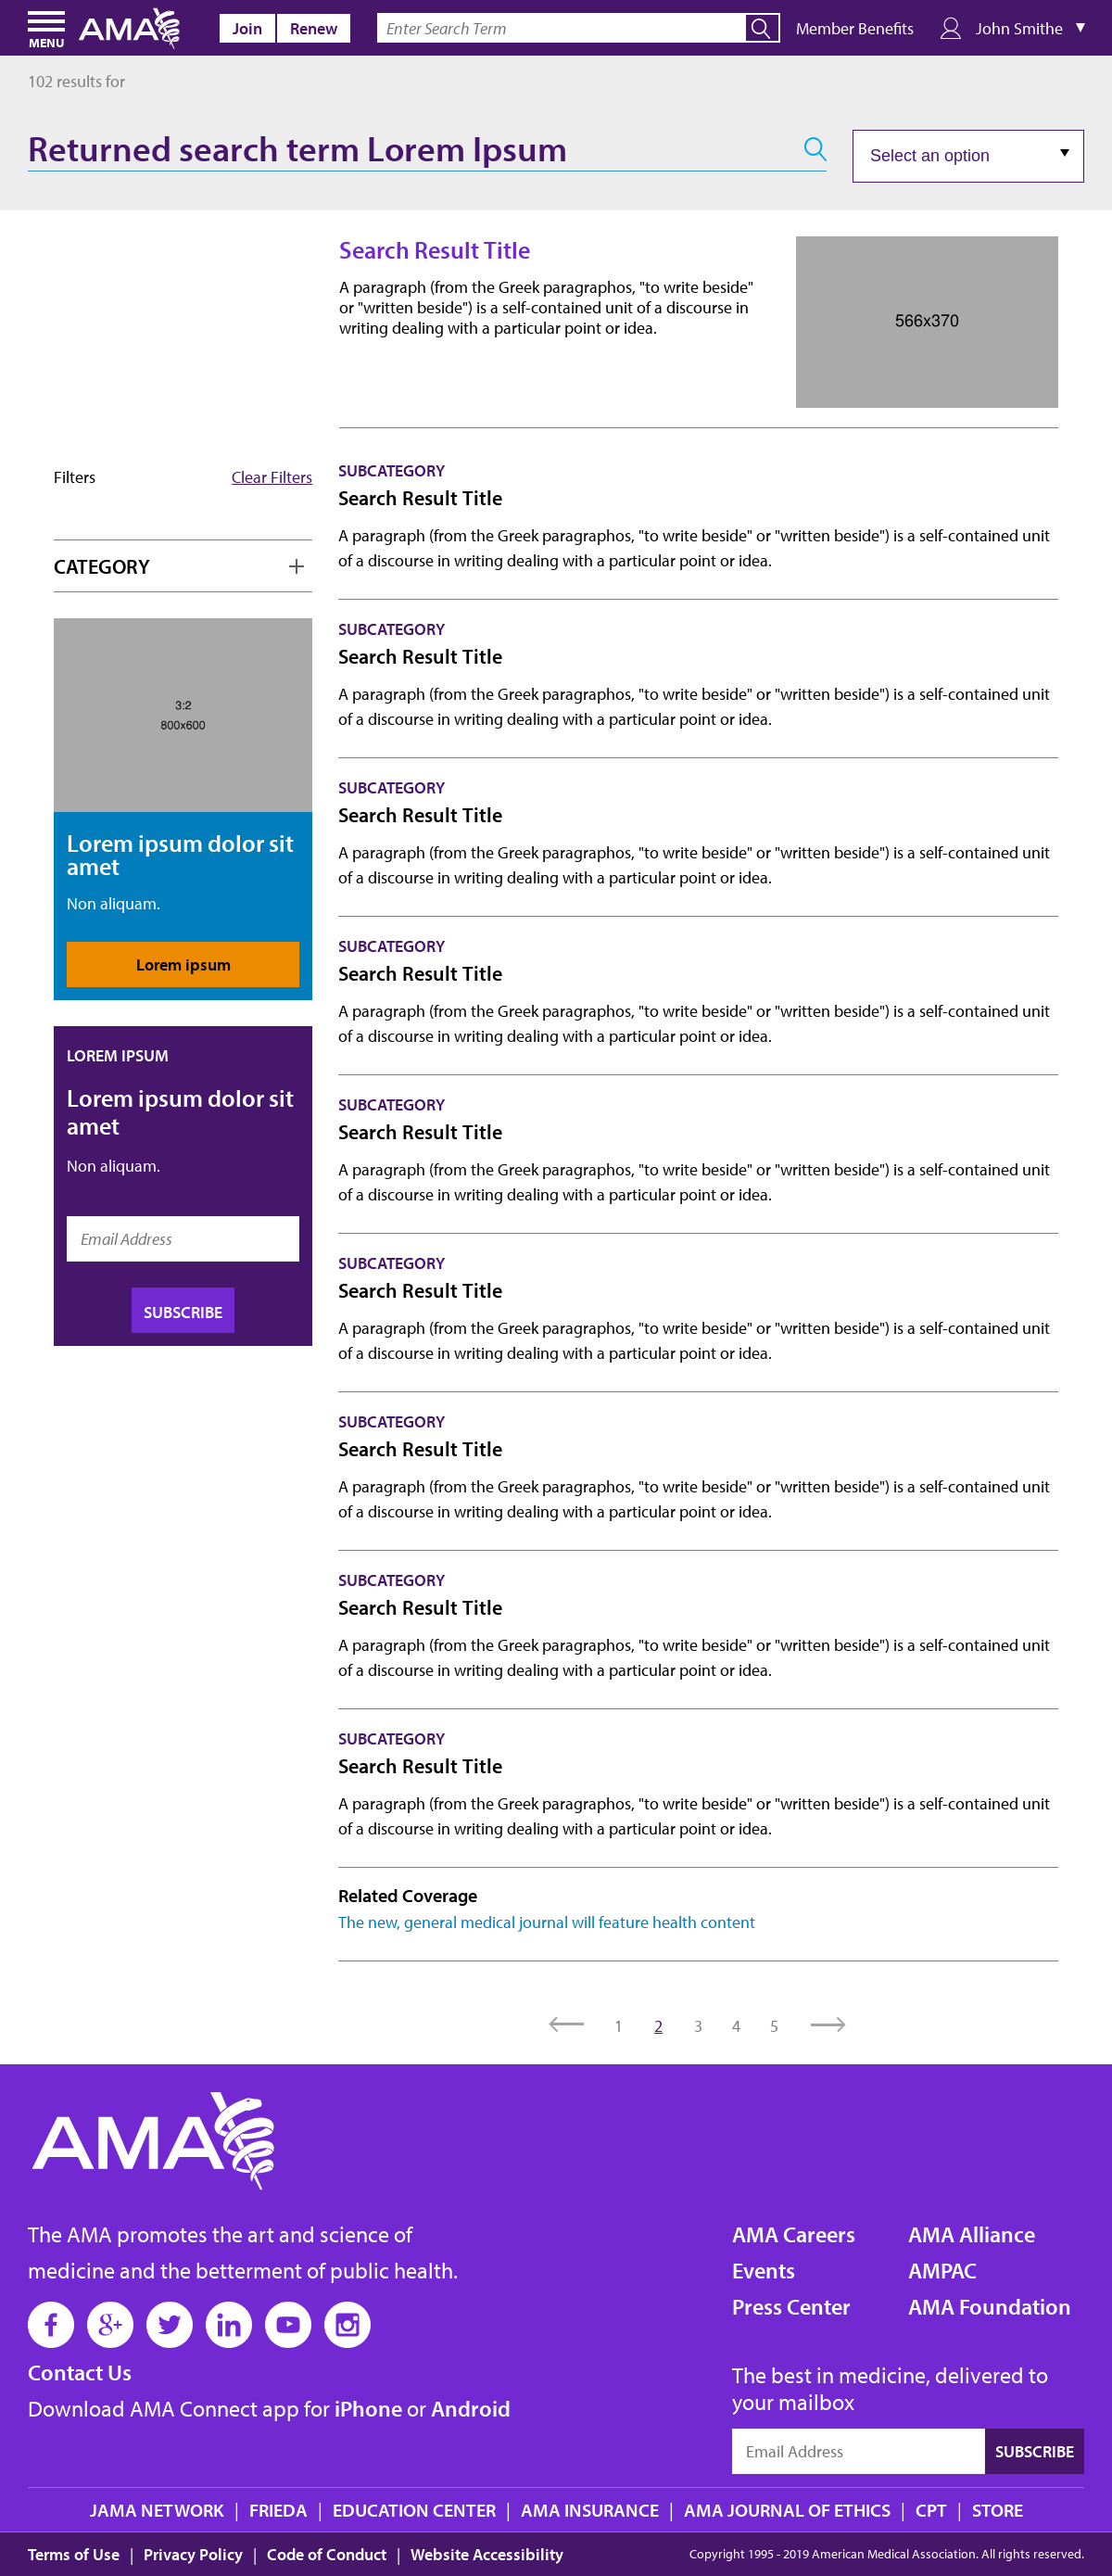 MENU
AMA
Join
Renew
Enter Search Term
Member Benefits
John Smithe
102 results for
Returned search term Lorem Ipsum
Select an option
Search Result Title
A paragraph (from the Greek paragraphos, "to write beside"
or "written beside") is a self-contained unit of a discourse in
writing dealing with a particular point or idea.
566x370
Filters
Clear Filters
CATEGORY
3:2
800x600
Lorem ipsum dolor sit
amet
Non aliquam.
Lorem ipsum
LOREM IPSUM
Lorem ipsum dolor sit
amet
Non aliquam.
Email Address
SUBSCRIBE
SUBCATEGORY
Search Result Title
A paragraph (from the Greek paragraphos, "to write beside" or "written beside") is a self-contained unit
of a discourse in writing dealing with a particular point or idea.
SUBCATEGORY
Search Result Title
A paragraph (from the Greek paragraphos, "to write beside" or "written beside") is a self-contained unit
of a discourse in writing dealing with a particular point or idea.
SUBCATEGORY
Search Result Title
A paragraph (from the Greek paragraphos, "to write beside" or "written beside") is a self-contained unit
of a discourse in writing dealing with a particular point or idea.
SUBCATEGORY
Search Result Title
A paragraph (from the Greek paragraphos, "to write beside" or "written beside") is a self-contained unit
of a discourse in writing dealing with a particular point or idea.
SUBCATEGORY
Search Result Title
A paragraph (from the Greek paragraphos, "to write beside" or "written beside") is a self-contained unit
of a discourse in writing dealing with a particular point or idea.
SUBCATEGORY
Search Result Title
A paragraph (from the Greek paragraphos, "to write beside" or "written beside") is a self-contained unit
of a discourse in writing dealing with a particular point or idea.
SUBCATEGORY
Search Result Title
A paragraph (from the Greek paragraphos, "to write beside" or "written beside") is a self-contained unit
of a discourse in writing dealing with a particular point or idea.
SUBCATEGORY
Search Result Title
A paragraph (from the Greek paragraphos, "to write beside" or "written beside") is a self-contained unit
of a discourse in writing dealing with a particular point or idea.
SUBCATEGORY
Search Result Title
A paragraph (from the Greek paragraphos, "to write beside" or "written beside") is a self-contained unit
of a discourse in writing dealing with a particular point or idea.
Related Coverage
The new, general medical journal will feature health content
1 2 3 4 5
AMA
The AMA promotes the art and science of
medicine and the betterment of public health.
Contact Us
Download AMA Connect app for iPhone or Android
AMA Careers
Events
Press Center
AMA Alliance
AMPAC
AMA Foundation
The best in medicine, delivered to
your mailbox
Email Address
SUBSCRIBE
JAMA NETWORK | FRIEDA | EDUCATION CENTER | AMA INSURANCE | AMA JOURNAL OF ETHICS | CPT | STORE
Terms of Use | Privacy Policy | Code of Conduct | Website Accessibility
Copyright 1995 - 2019 American Medical Association. All rights reserved.